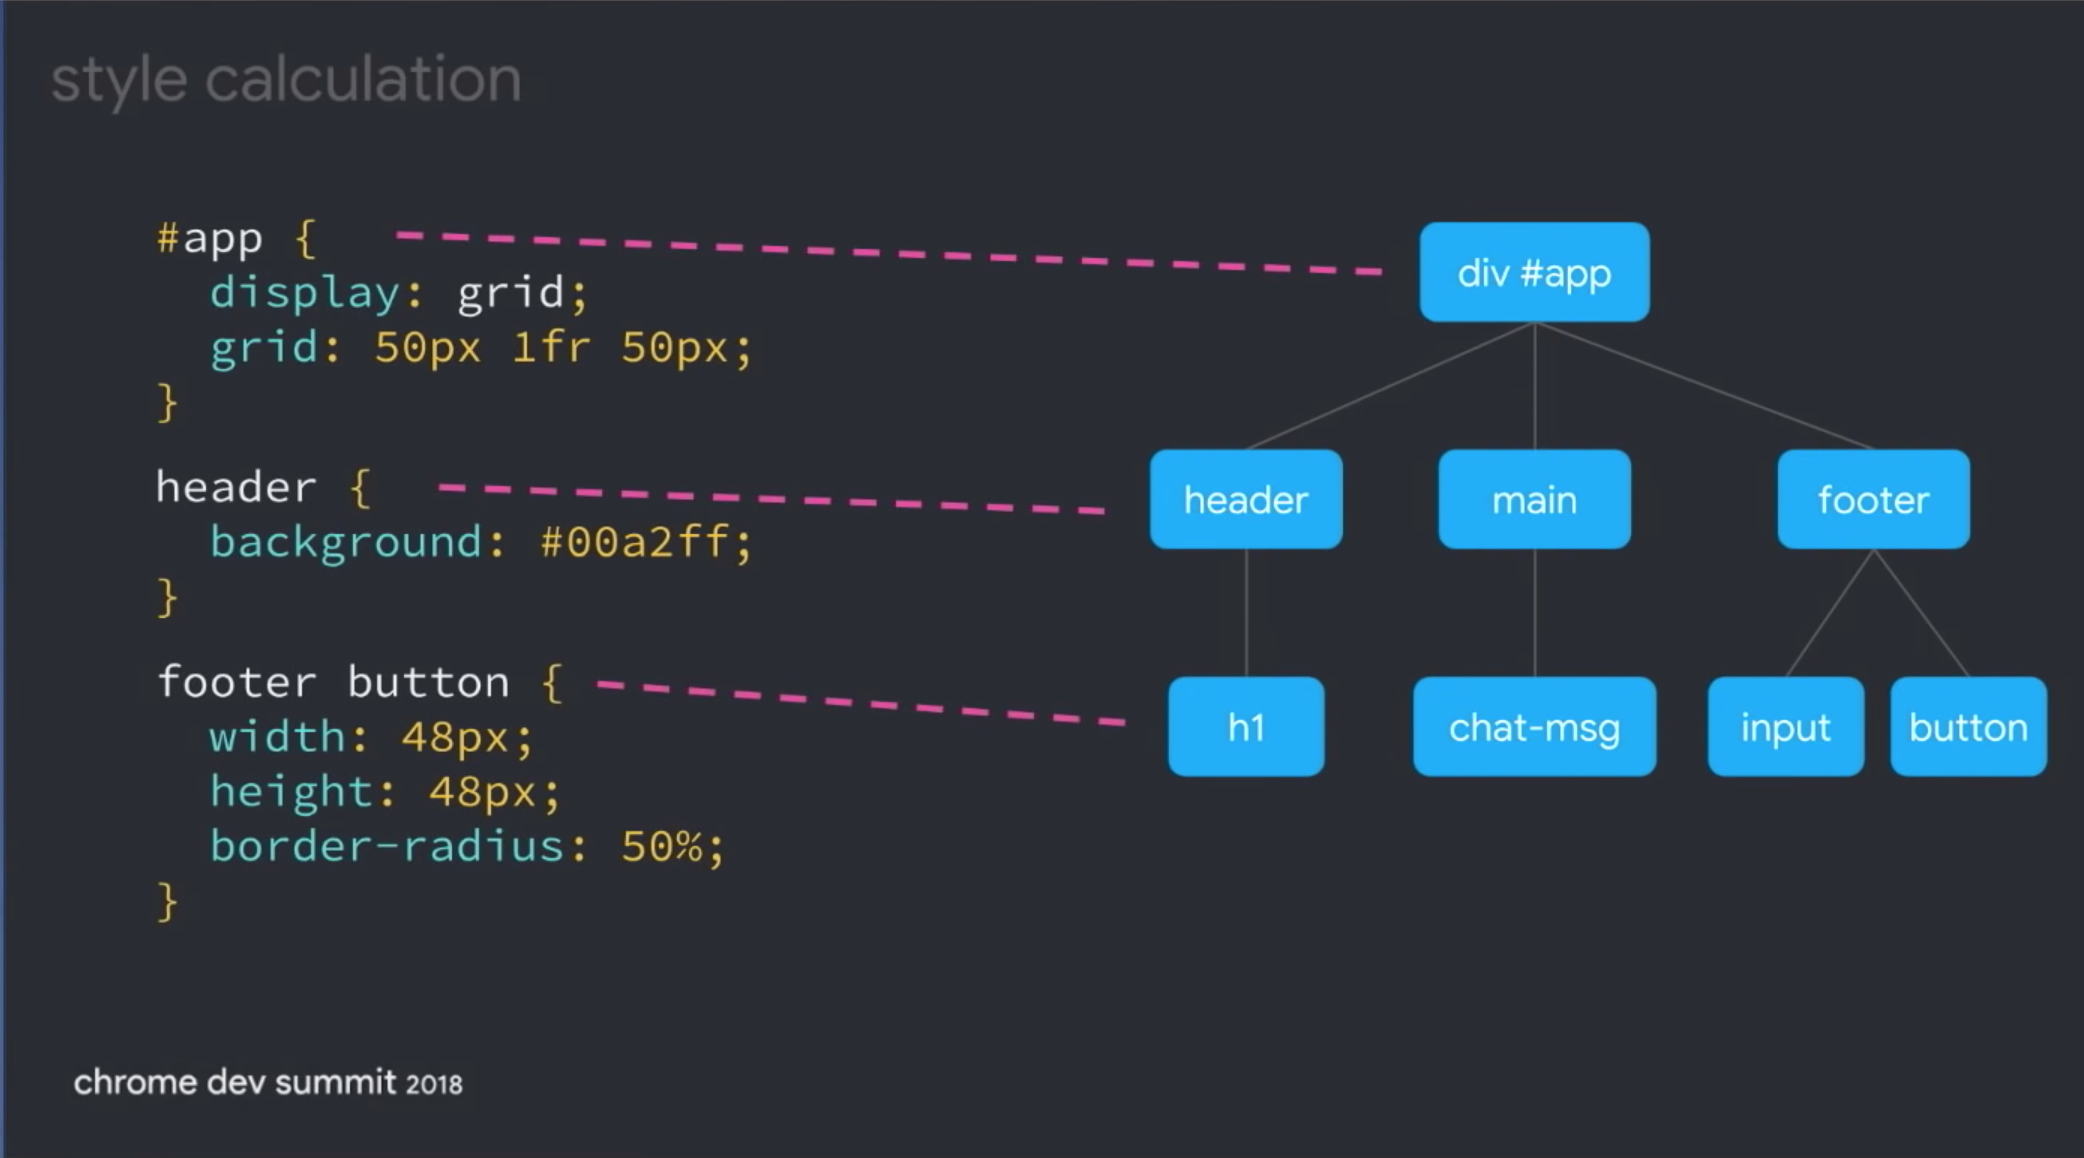 style calculation
#app {
display: grid;
grid: 50px 1fr 50px;
}
header {
background: #00a2ff;
}
footer button {
width: 48px;
height: 48px;
border-radius: 50%;
}
div #app
header
main
footer
h1
chat-msg
input
button
chrome dev summit 2018